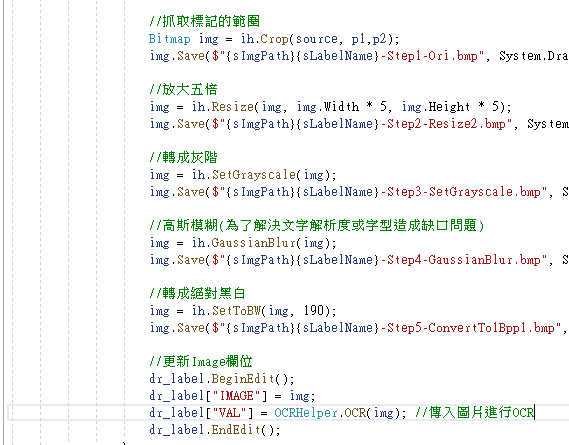 //抓取標記的範圍
Bitmap img = ih.Crop(source, p1,p2);
img.Save($"{sImgPath}{sLabelName}-Step1-Ori.bmp", System.Dra
//放大五倍
img = ih.Resize(img, img.Width * 5, img.Height * 5);
img.Save($"{sImgPath}{sLabelName}-Step2-Resize2.bmp", System
//轉成灰階
img = ih.SetGrayscale(img);
img.Save($"{sImgPath}{sLabelName}-Step3-SetGrayscale.bmp", S
//高斯模糊(為了解決文字解析度或字型造成缺口問題)
img = ih.GaussianBlur(img);
img.Save($"{sImgPath}{sLabelName}-Step4-GaussianBlur.bmp", S
//轉成絕對黑白
img = ih.SetToBW(img, 190);
img.Save($"{sImgPath}{sLabelName}-Step5-ConvertTo1Bpp1.bmp",
//更新Image欄位
dr_label.BeginEdit();
dr_label["IMAGE"] = img;
dr_label["VAL"] = OCRHelper.OCR(img); //傳入圖片進行OCR
dr_label.EndEdit();